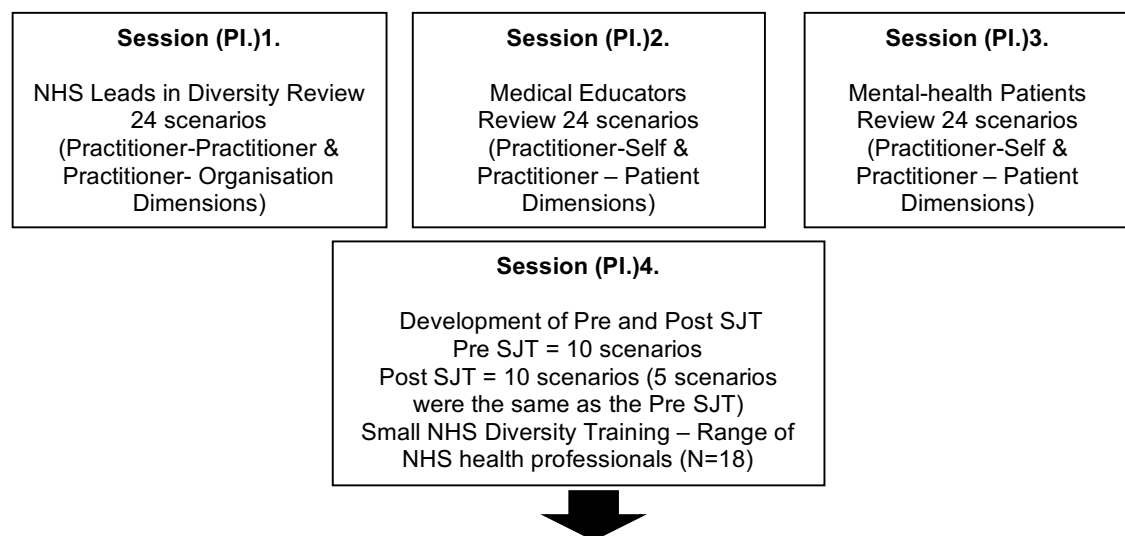 Session (Pl.)1.
NHS Leads in Diversity Review
24 scenarios
(Practitioner-Practitioner &
Practitioner- Organisation
Dimensions)
Session (Pl.)2.
Medical Educators
Review 24 scenarios
(Practitioner-Self &
Practitioner – Patient
Dimensions)
Session (Pl.)3.
Mental-health Patients
Review 24 scenarios
(Practitioner-Self &
Practitioner – Patient
Dimensions)
Session (Pl.)4.
Development of Pre and Post SJT
Pre SJT = 10 scenarios
Post SJT = 10 scenarios (5 scenarios
were the same as the Pre SJT)
Small NHS Diversity Training – Range of
NHS health professionals (N=18)